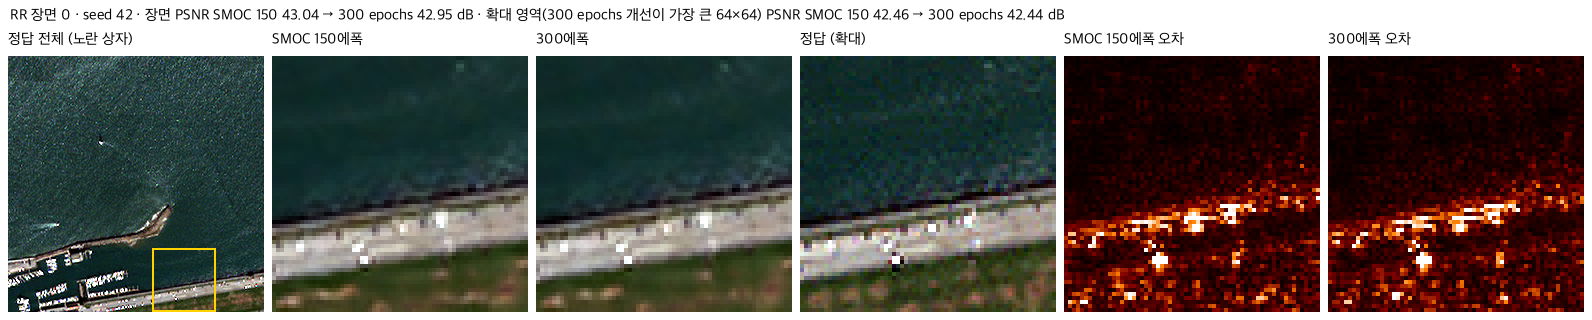 RR 장면 0 · seed 42 · 장면 PSNR SMOC 150 43.04 → 300 epochs 42.95 dB · 확대 영역(300 epochs 개선이 가장 큰 64×64) PSNR SMOC 150 42.46 → 300 epochs 42.44 dB
정답 전체 (노란 상자) SMOC 150에폭 300에폭 정답 (확대) SMOC 150에폭 오차 300에폭 오차